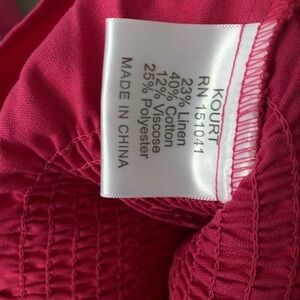 KOURT
RN 151041
23% Linen
40% Cotton
12% Viscose
25% Polyester
MADE IN CHINA